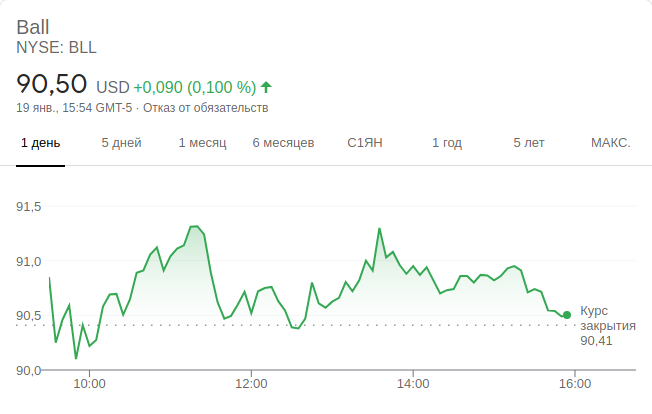 Ball
NYSE: BLL
90,50 USD +0,090 (0,100 %)
19 янв., 15:54 GMT-5 · Отказ от обязательств
1 день 5 дней 1 месяц 6 месяцев С1ЯН 1 год 5 лет МАКС.
91,5
91,0
90,5
Курс
закрытия
90,41
90,0
10:00 12:00 14:00 16:00